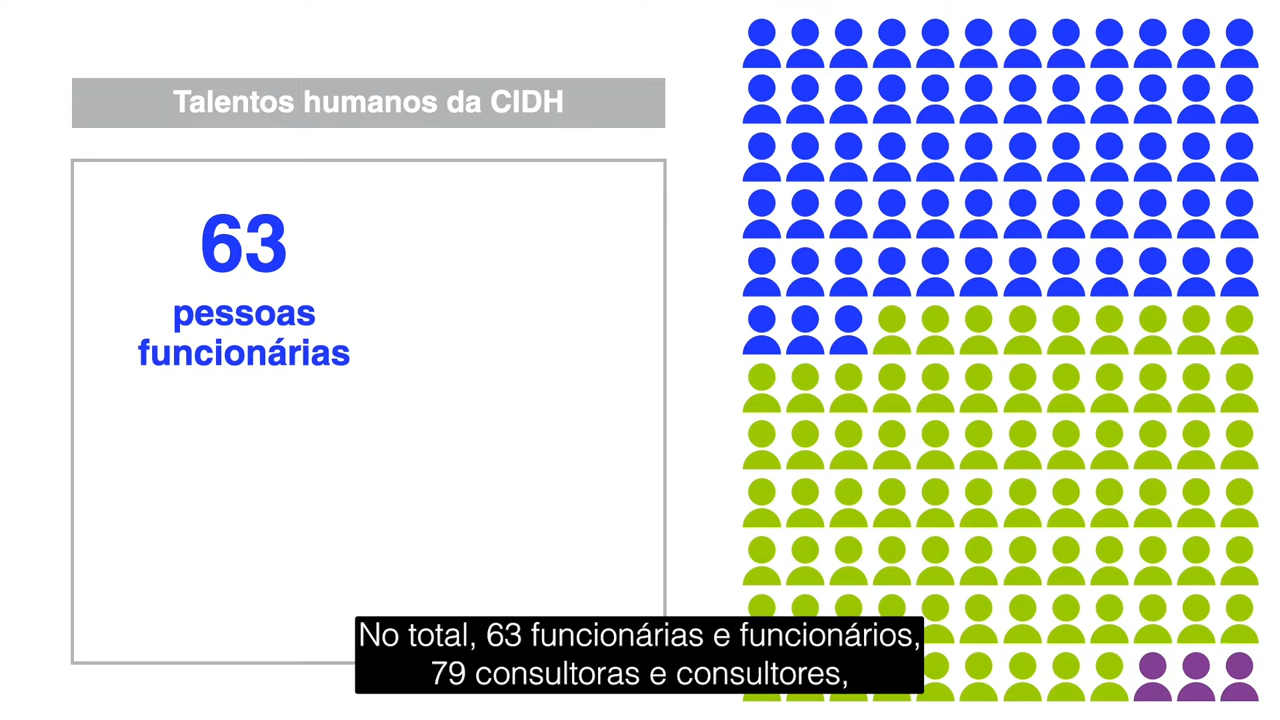 Talentos humanos da CIDH
63
pessoas
funcionárias
No total, 63 funcionárias e funcionários,
79 consultoras e consultores,